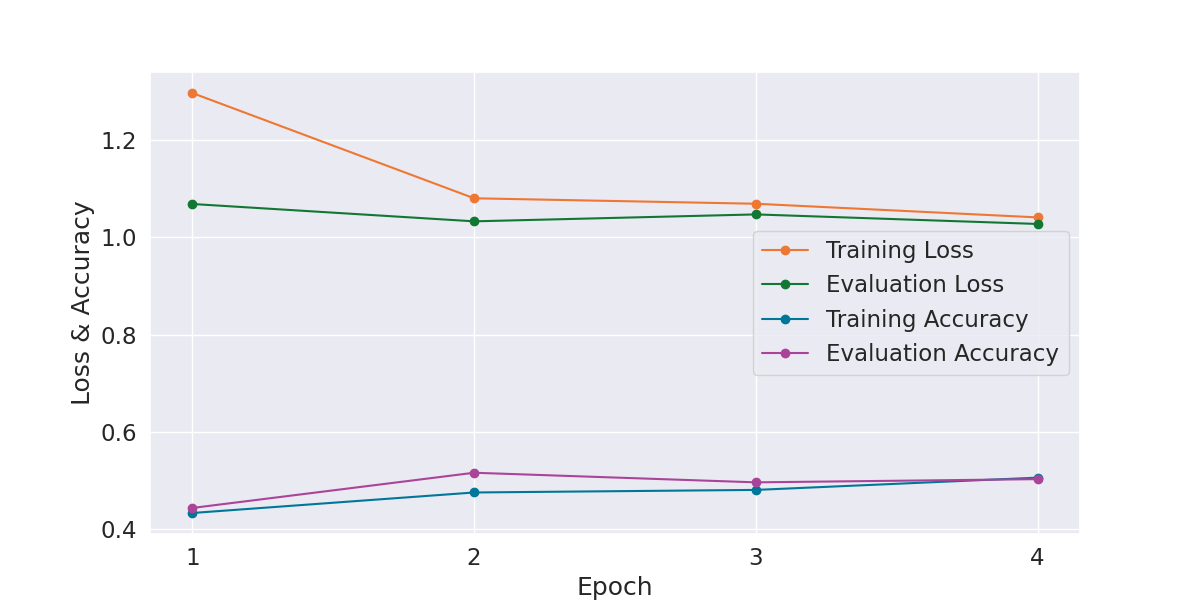 1.2
1.0
0.8
0.6
0.4
Loss & Accuracy
Training Loss
Evaluation Loss
Training Accuracy
Evaluation Accuracy
1 2 3 4
Epoch